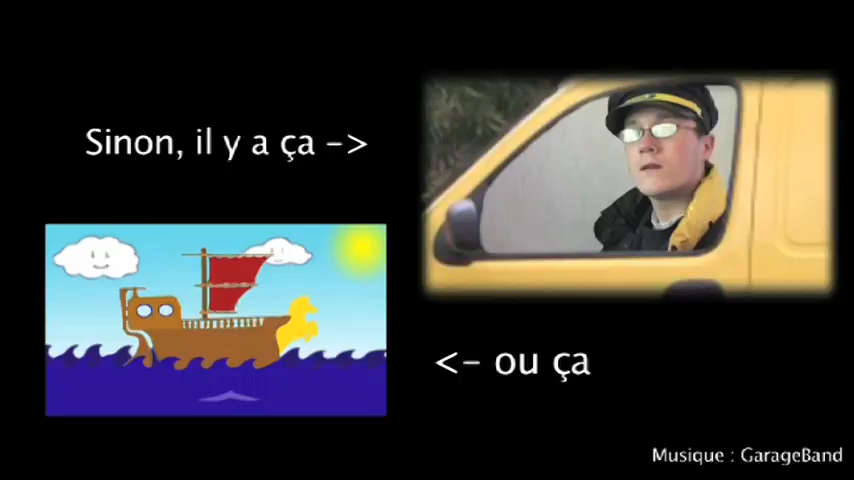 Sinon, il y a ça –>
<– ou ça
Musique : GarageBand